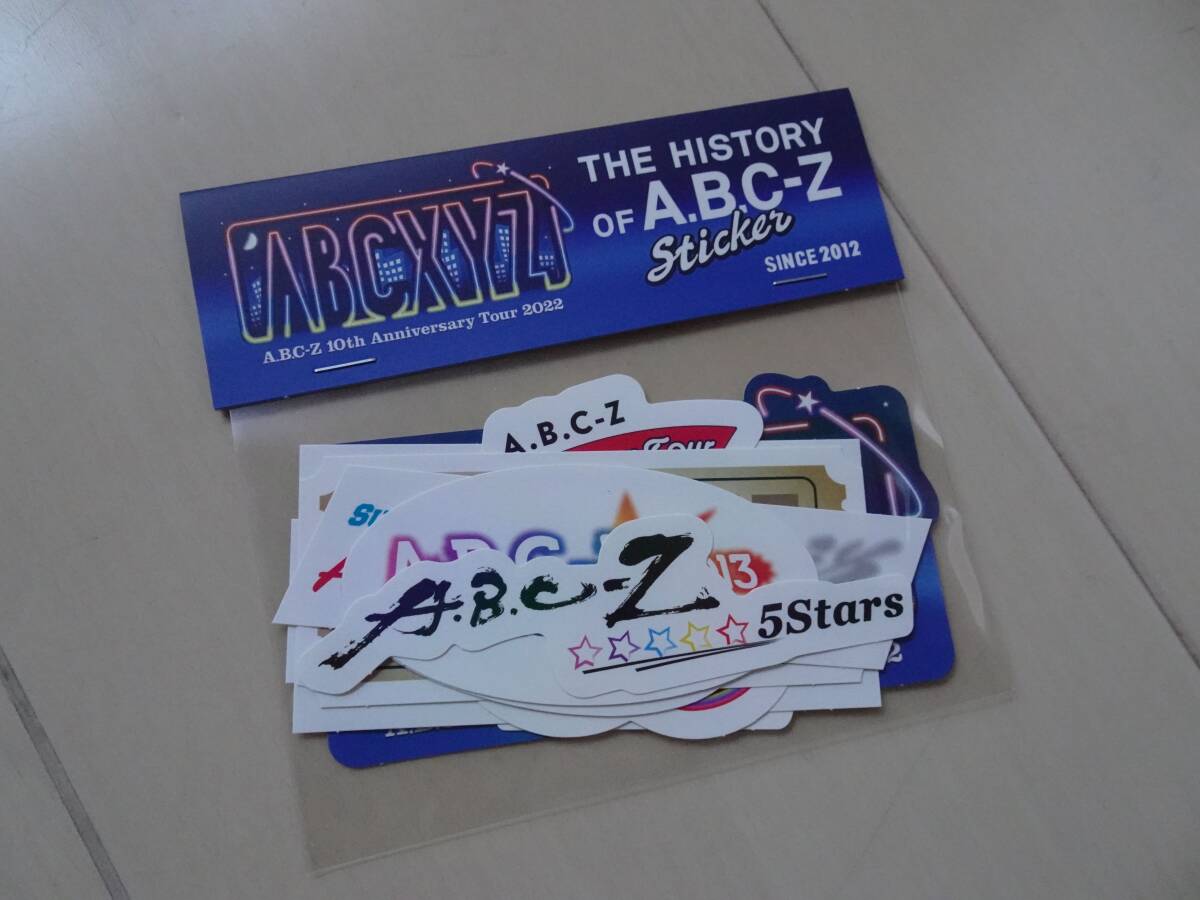 ABCXYZ
A.B.C-Z 10th Anniversary Tour 2022
THE HISTORY
OF A.B.C-Z
Sticker
SINCE 2012
A.B.C-Z
Tour
A.B.C-Z
5Stars